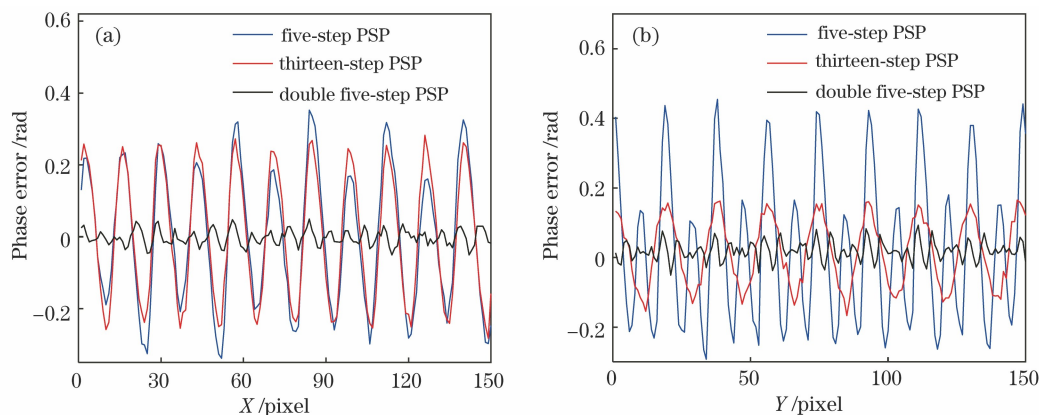 (a)
five-step PSP
thirteen-step PSP
double five-step PSP
Phase error /rad
0.6
0.4
0.2
0
−0.2
0
30
60
90
120
150
X /pixel
(b)
five-step PSP
thirteen-step PSP
double five-step PSP
Phase error /rad
0.6
0.4
0.2
0
−0.2
0
50
100
150
Y /pixel